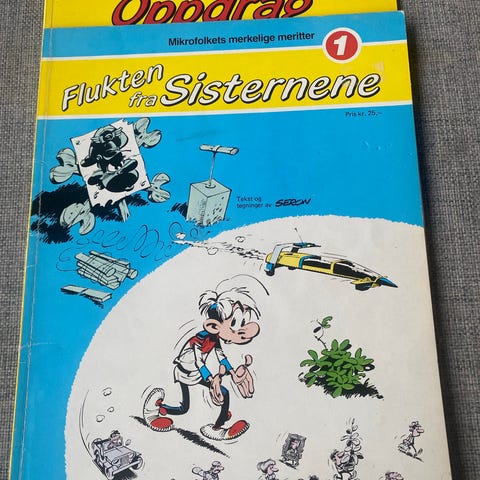 Oppdrag
Mikrofolkets merkelige meritter
1
Flukten
fra Sisternene
Pris kr. 25,-
Tekst og
tegninger av SERON